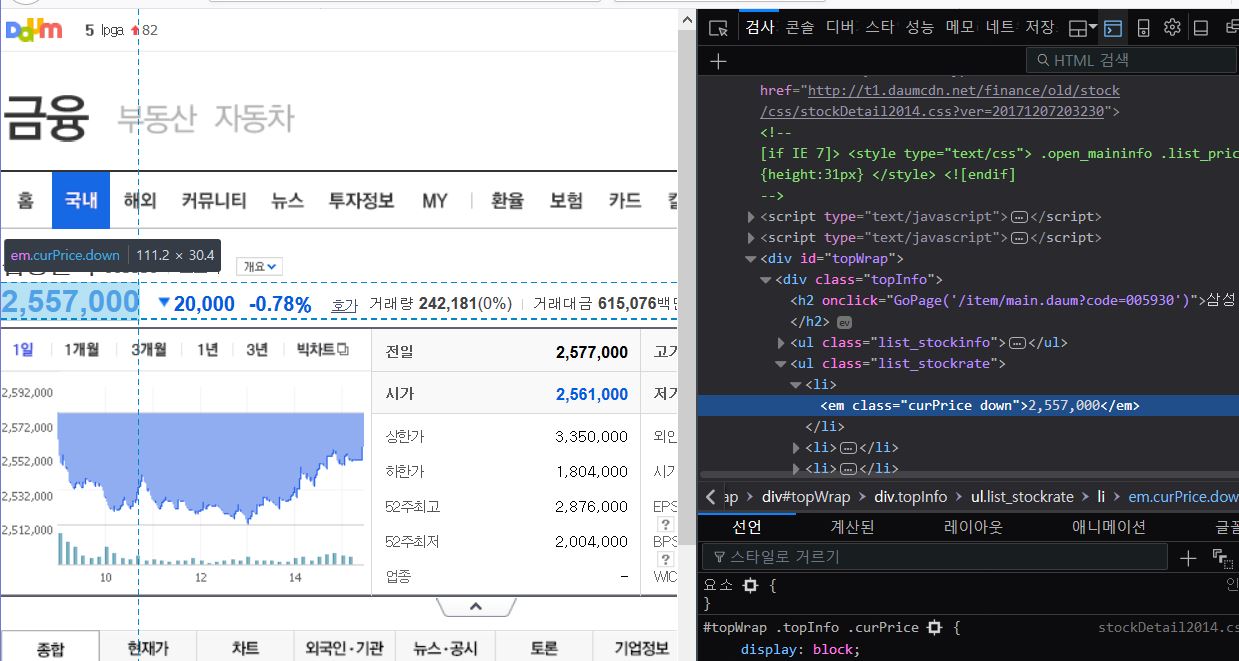 Daum 5 lpga 82
금융 부동산 자동차
홈 국내 해외 커뮤니티 뉴스 투자정보 MY 환율 보험 카드
em.curPrice.down 111.2 × 30.4
개요
2,557,000 ▼20,000 -0.78% 호가 거래량 242,181(0%) 거래대금 615,076백만
1일 1개월 3개월 1년 3년 빅차트
2,592,000
2,572,000
2,552,000
2,532,000
2,512,000
10 12 14
전일 2,577,000 고가
시가 2,561,000 저가
상한가 3,350,000 외인
하한가 1,804,000 시가
52주최고 2,876,000 EPS
?
52주최저 2,004,000 BPS
?
업종 – WIC
종합 현재가 차트 외국인·기관 뉴스·공시 토론 기업정보
검사 콘솔 디버 스타 성능 메모 네트 저장
HTML 검색
href="http://t1.daumcdn.net/finance/old/stock
/css/stockDetail2014.css?ver=20171207203230">
<!--
[if IE 7]> <style type="text/css"> .open_maininfo .list_pric
{height:31px} </style> <![endif]
-->
<script type="text/javascript"></script>
<script type="text/javascript"></script>
<div id="topWrap">
<div class="topInfo">
<h2 onclick="GoPage('/item/main.daum?code=005930')">삼성
</h2> ev
<ul class="list_stockinfo"></ul>
<ul class="list_stockrate">
<li>
<em class="curPrice down">2,557,000</em>
</li>
<li></li>
<li></li>
ap > div#topWrap > div.topInfo > ul.list_stockrate > li > em.curPrice.dow
선언 계산된 레이아웃 애니메이션 글꼴
스타일로 거르기
요소 {
인
}
#topWrap .topInfo .curPrice { stockDetail2014.cs
display: block;